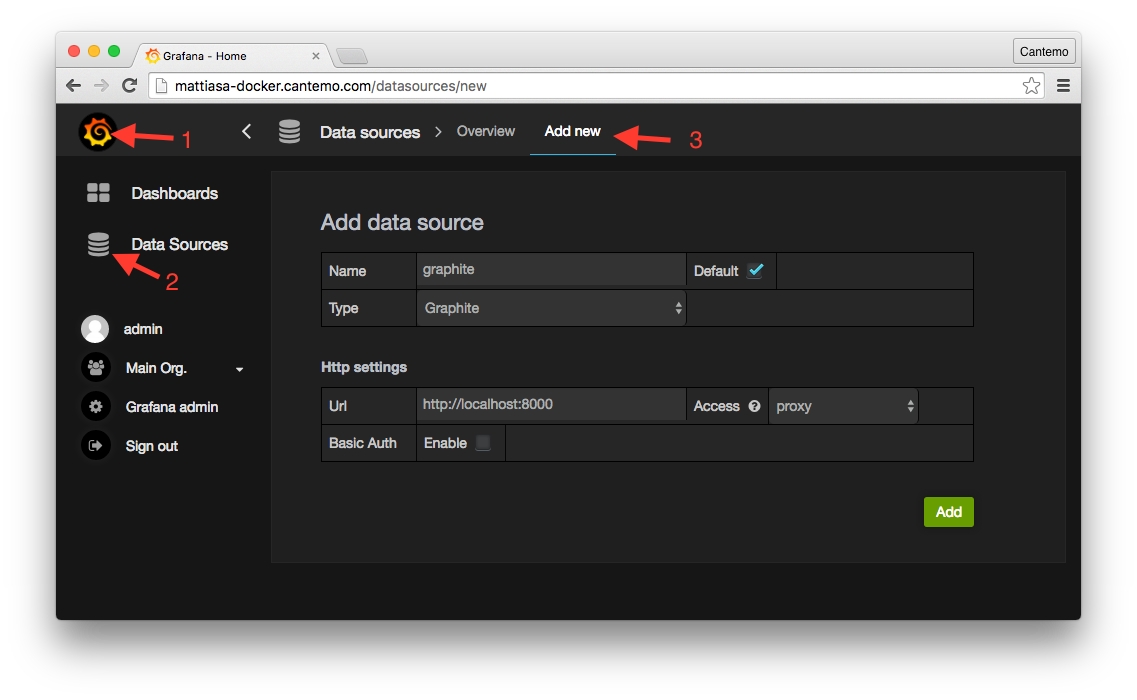 Grafana - Home
Cantemo
mattiasa-docker.cantemo.com/datasources/new
1
Data sources
Overview
Add new
3
Dashboards
Data Sources
2
admin
Main Org.
Grafana admin
Sign out
Add data source
Name graphite Default
Type Graphite
Http settings
Url http://localhost:8000 Access ? proxy
Basic Auth Enable
Add